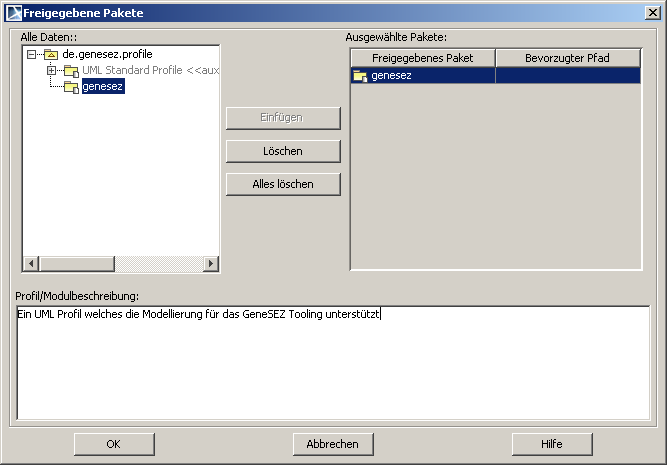 Freigegebene Pakete
Alle Daten::
Ausgewählte Pakete:
de.genesez.profile
UML Standard Profile <<aux
genesez
Freigegebenes Paket
Bevorzugter Pfad
genesez
Einfügen
Löschen
Alles löschen
Profil/Modulbeschreibung:
Ein UML Profil welches die Modellierung für das GeneSEZ Tooling unterstützt
OK
Abbrechen
Hilfe